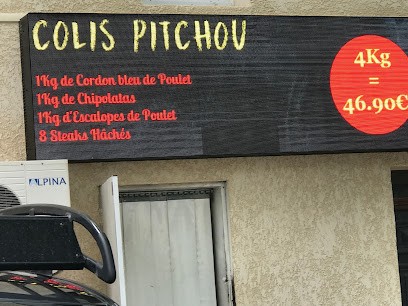 COLIS PITCHOU
1Kg de Cordon bleu de Poulet
1Kg de Chipolatas
1Kg d'Escalopes de Poulet
8 Steaks Hâchés
4Kg
=
46.90€
ALPINA